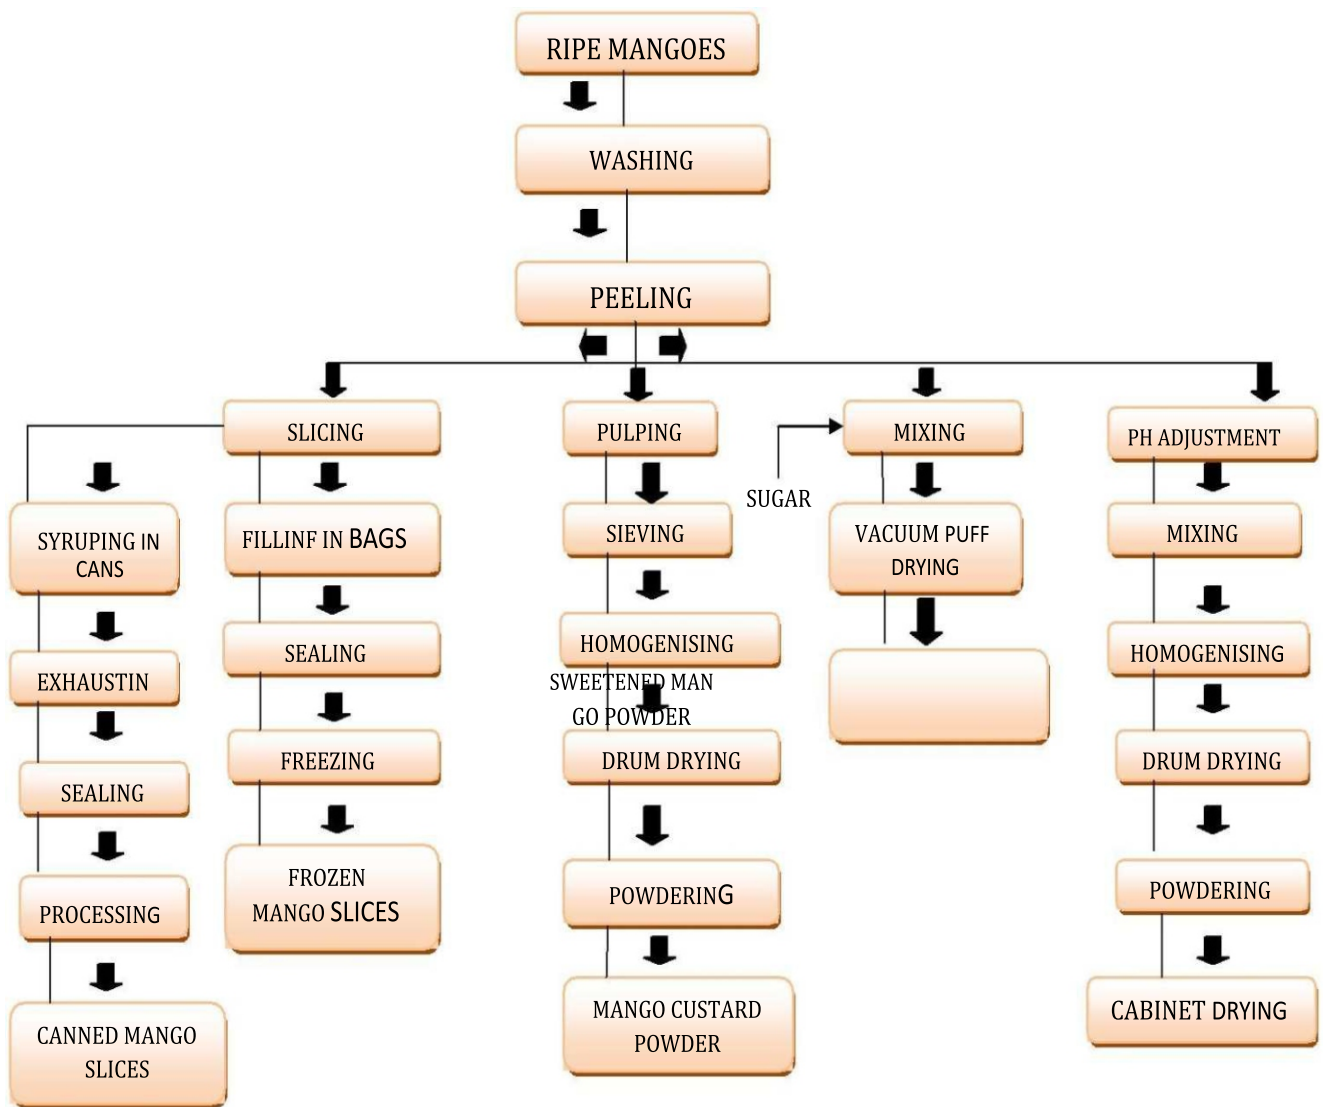 RIPE MANGOES
WASHING
PEELING
SLICING
PULPING
MIXING
PH ADJUSTMENT
SUGAR
SYRUPING IN
CANS
FILLINF IN BAGS
SIEVING
VACUUM PUFF
DRYING
MIXING
EXHAUSTIN
SEALING
HOMOGENISING
SWEETENED MAN
GO POWDER
HOMOGENISING
SEALING
FREEZING
DRUM DRYING
DRUM DRYING
PROCESSING
FROZEN
MANGO SLICES
POWDERING
POWDERING
CANNED MANGO
SLICES
MANGO CUSTARD
POWDER
CABINET DRYING